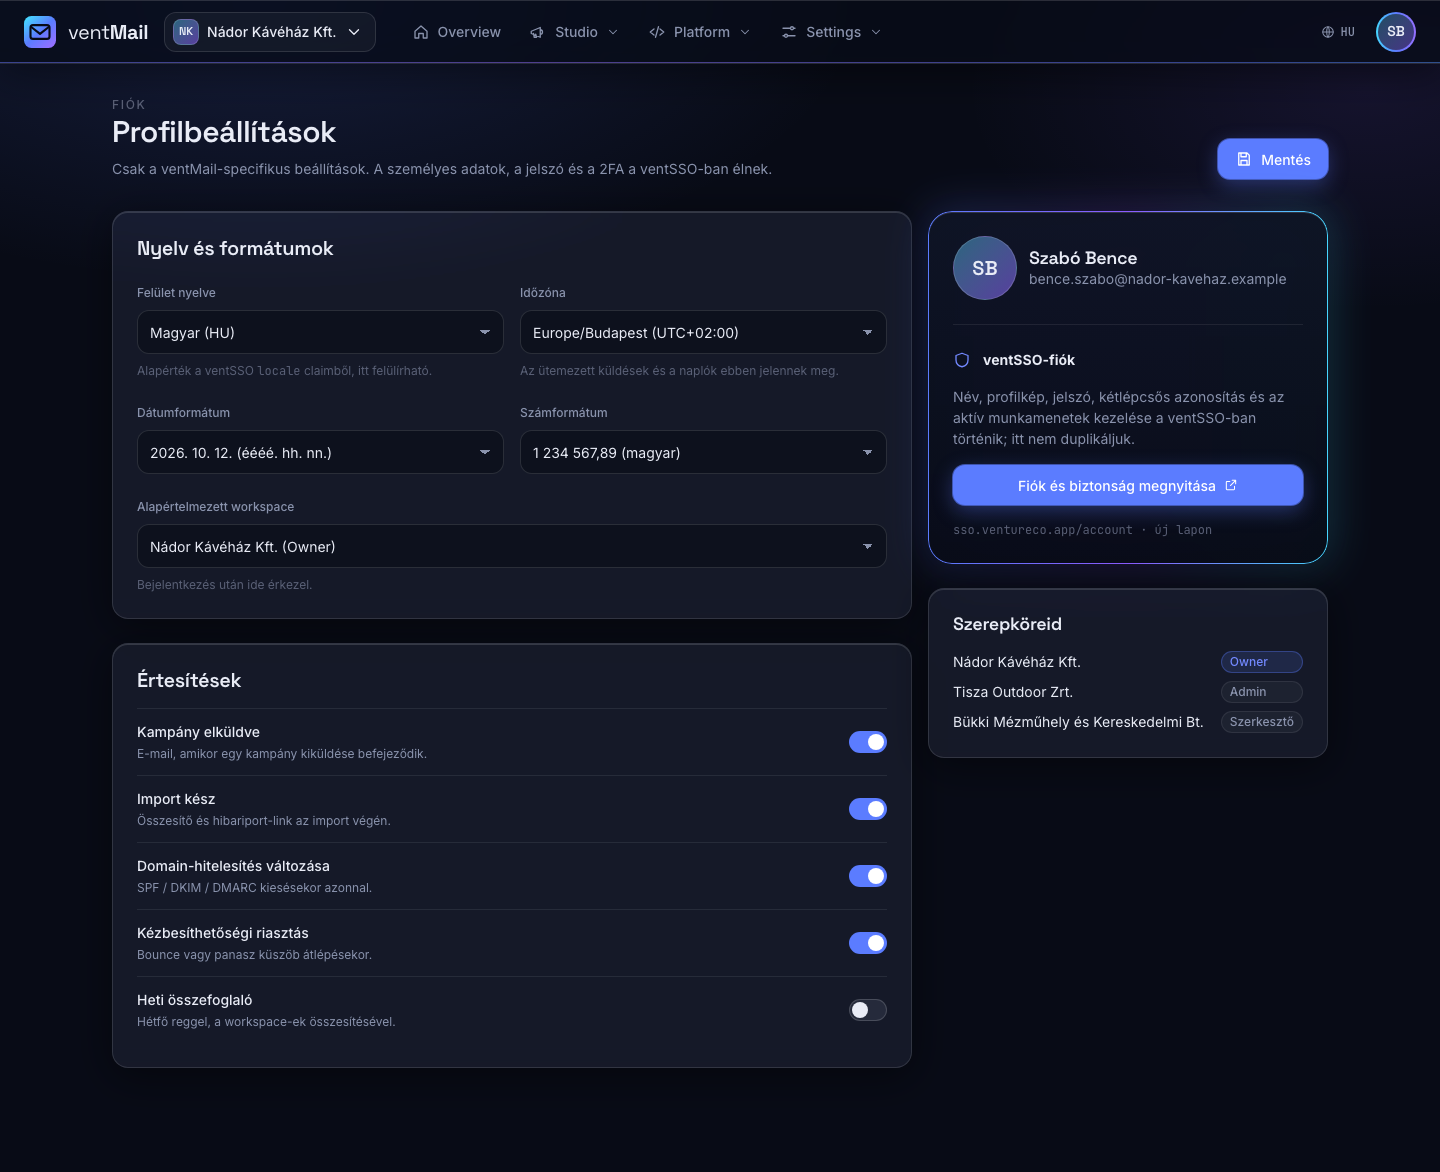 ventMail
NK Nádor Kávéház Kft.
Overview
Studio
Platform
Settings
HU
SB
FIÓK
Profilbeállítások
Csak a ventMail-specifikus beállítások. A személyes adatok, a jelszó és a 2FA a ventSSO-ban élnek.
Mentés
Nyelv és formátumok
Felület nyelve
Magyar (HU)
Alapérték a ventSSO locale claimből, itt felülírható.
Időzóna
Europe/Budapest (UTC+02:00)
Az ütemezett küldések és a naplók ebben jelennek meg.
Dátumformátum
2026. 10. 12. (éééé. hh. nn.)
Számformátum
1 234 567,89 (magyar)
Alapértelmezett workspace
Nádor Kávéház Kft. (Owner)
Bejelentkezés után ide érkezel.
Értesítések
Kampány elküldve
E-mail, amikor egy kampány kiküldése befejeződik.
Import kész
Összesítő és hibariport-link az import végén.
Domain-hitelesítés változása
SPF / DKIM / DMARC kiesésekor azonnal.
Kézbesíthetőségi riasztás
Bounce vagy panasz küszöb átlépésekor.
Heti összefoglaló
Hétfő reggel, a workspace-ek összesítésével.
SB
Szabó Bence
bence.szabo@nador-kavehaz.example
ventSSO-fiók
Név, profilkép, jelszó, kétlépcsős azonosítás és az
aktív munkamenetek kezelése a ventSSO-ban
történik; itt nem duplikáljuk.
Fiók és biztonság megnyitása
sso.ventureco.app/account · új lapon
Szerepköreid
Nádor Kávéház Kft. Owner
Tisza Outdoor Zrt. Admin
Bükki Mézműhely és Kereskedelmi Bt. Szerkesztő